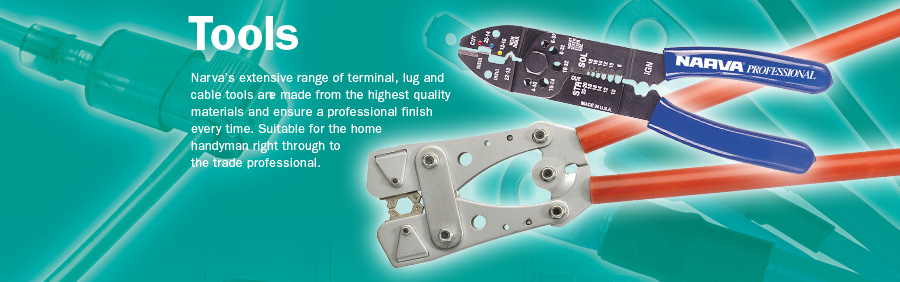 Tools
Narva's extensive range of terminal, lug and
cable tools are made from the highest quality
materials and ensure a professional finish
every time. Suitable for the home
handyman right through to
the trade professional.
NARVA PROFESSIONAL
CUT
SOL
STR
IGN
MADE IN U.S.A.